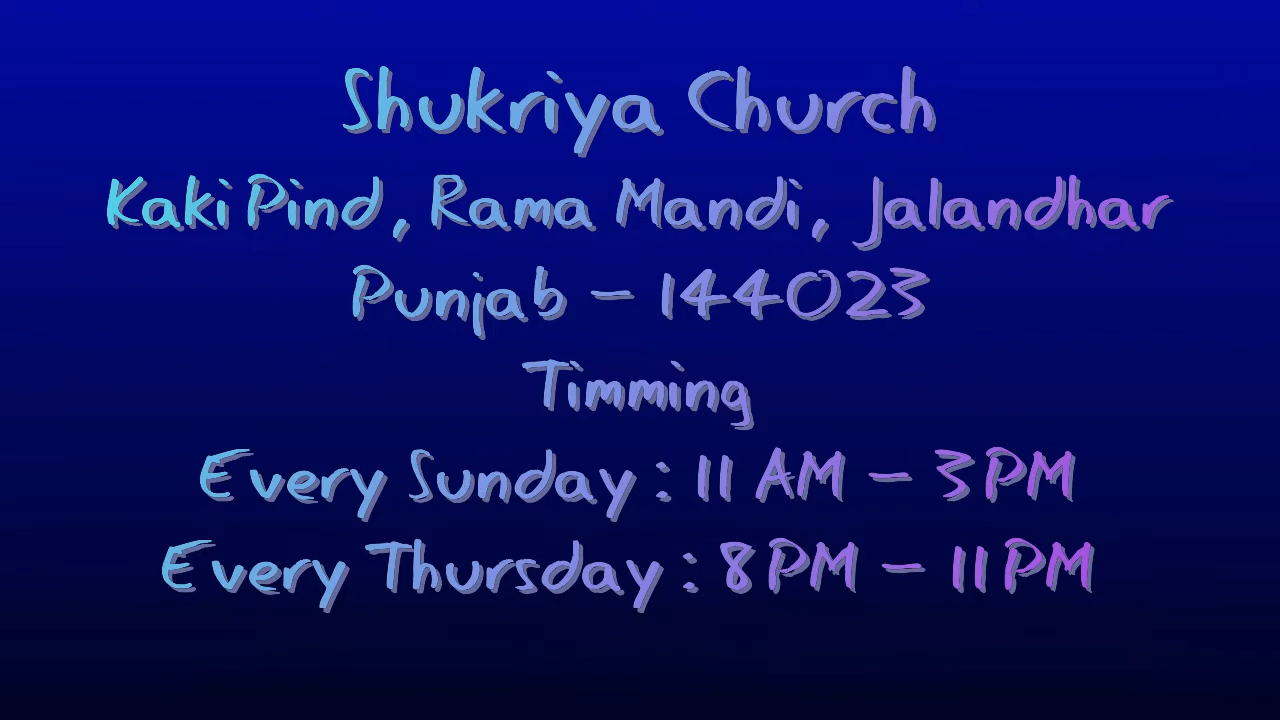 Shukriya Church
Kaki Pind, Rama Mandi, Jalandhar
Punjab - 144023
Timming
Every Sunday : 11 AM - 3PM
Every Thursday : 8PM - 11PM